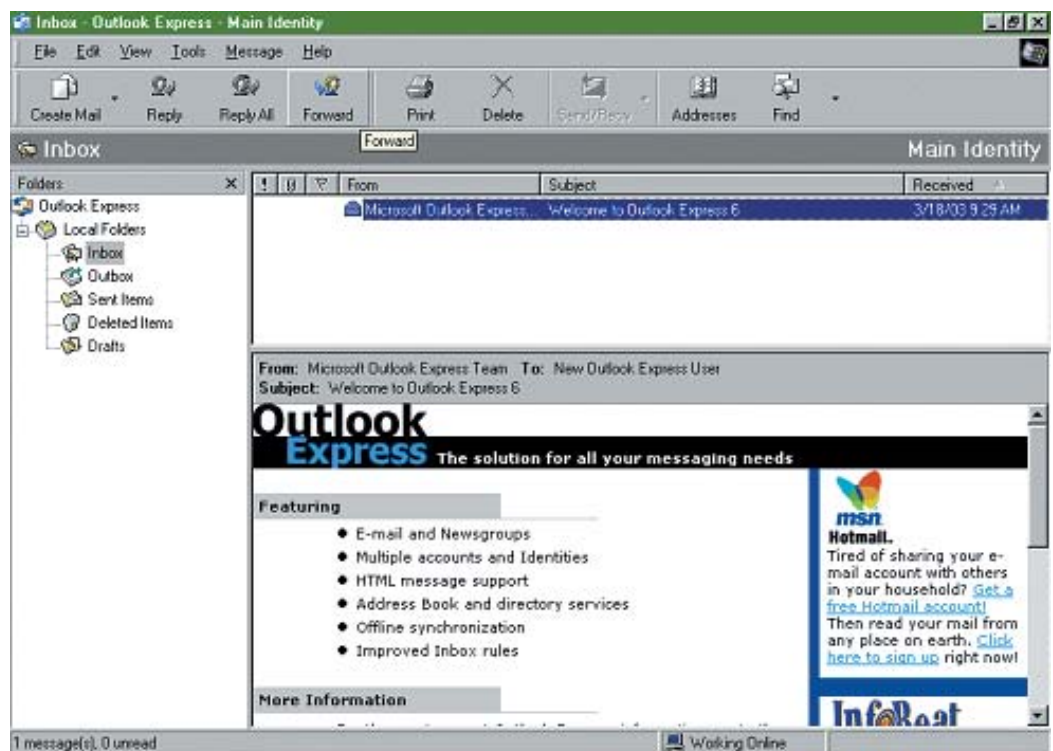 Inbox - Outlook Express - Main Identity
File Edit View Tools Message Help
Create Mail Reply Reply All Forward Print Delete Send/Recv Addresses Find
Forward
Inbox Main Identity
Folders
! From Subject Received
Outlook Express
Microsoft Outlook Express... Welcome to Outlook Express 6 3/18/03 9:29 AM
Local Folders
Inbox
Outbox
Sent Items
Deleted Items
Drafts
From: Microsoft Outlook Express Team To: New Outlook Express User
Subject: Welcome to Outlook Express 6
Outlook
Express The solution for all your messaging needs
Featuring
E-mail and Newsgroups
Multiple accounts and Identities
HTML message support
Address Book and directory services
Offline synchronization
Improved Inbox rules
More Information
msn
Hotmail.
Tired of sharing your e-
mail account with others
in your household? Get a
free Hotmail account!
Then read your mail from
any place on earth. Click
here to sign up right now!
InfoBeat
1 message(s), 0 unread Working Online